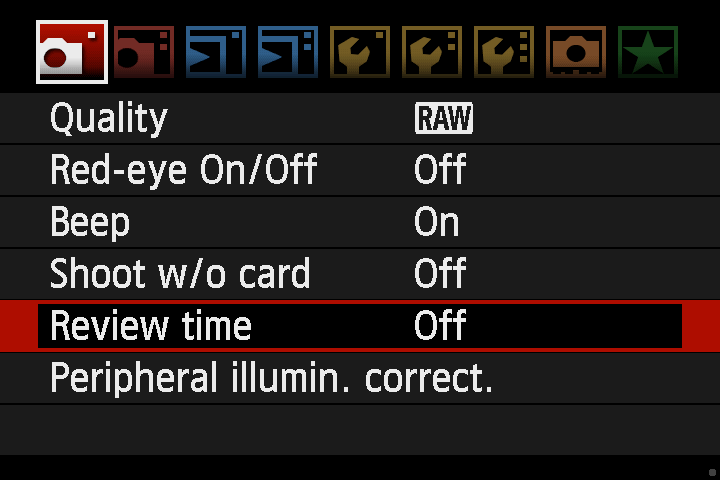 Quality RAW
Red-eye On/Off Off
Beep On
Shoot w/o card Off
Review time Off
Peripheral illumin. correct.